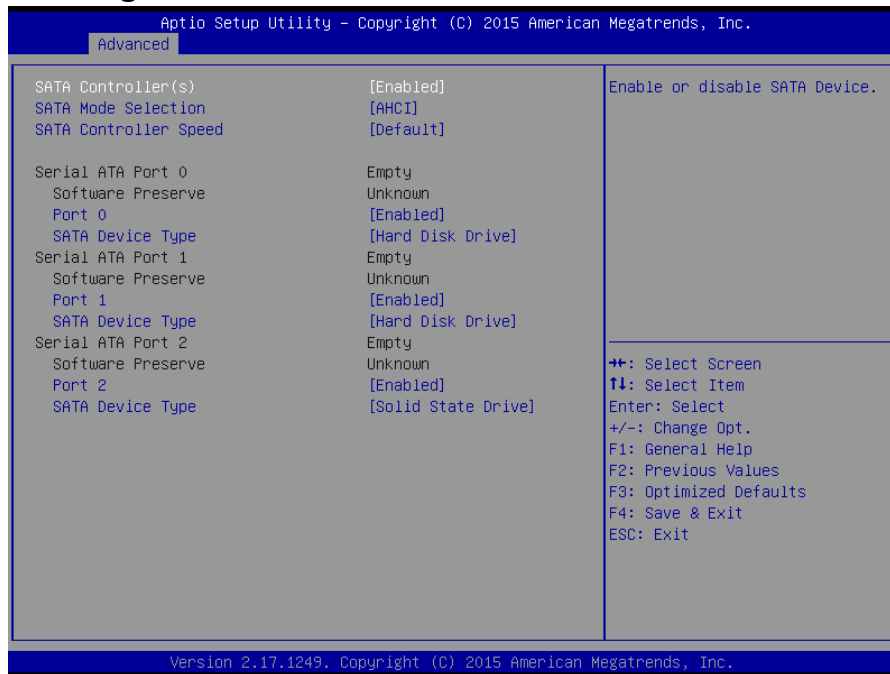 Aptio Setup Utility – Copyright (C) 2015 American Megatrends, Inc.
Advanced
SATA Controller(s) [Enabled]
SATA Mode Selection [AHCI]
SATA Controller Speed [Default]
Serial ATA Port 0 Empty
Software Preserve Unknown
Port 0 [Enabled]
SATA Device Type [Hard Disk Drive]
Serial ATA Port 1 Empty
Software Preserve Unknown
Port 1 [Enabled]
SATA Device Type [Hard Disk Drive]
Serial ATA Port 2 Empty
Software Preserve Unknown
Port 2 [Enabled]
SATA Device Type [Solid State Drive]
Enable or disable SATA Device.
→←: Select Screen
↑↓: Select Item
Enter: Select
+/-: Change Opt.
F1: General Help
F2: Previous Values
F3: Optimized Defaults
F4: Save & Exit
ESC: Exit
Version 2.17.1249. Copyright (C) 2015 American Megatrends, Inc.